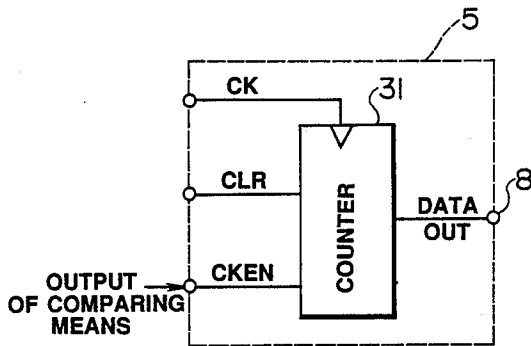 5
CK
31
CLR
COUNTER
DATA
OUT
8
CKEN
OUTPUT
OF COMPARING
MEANS